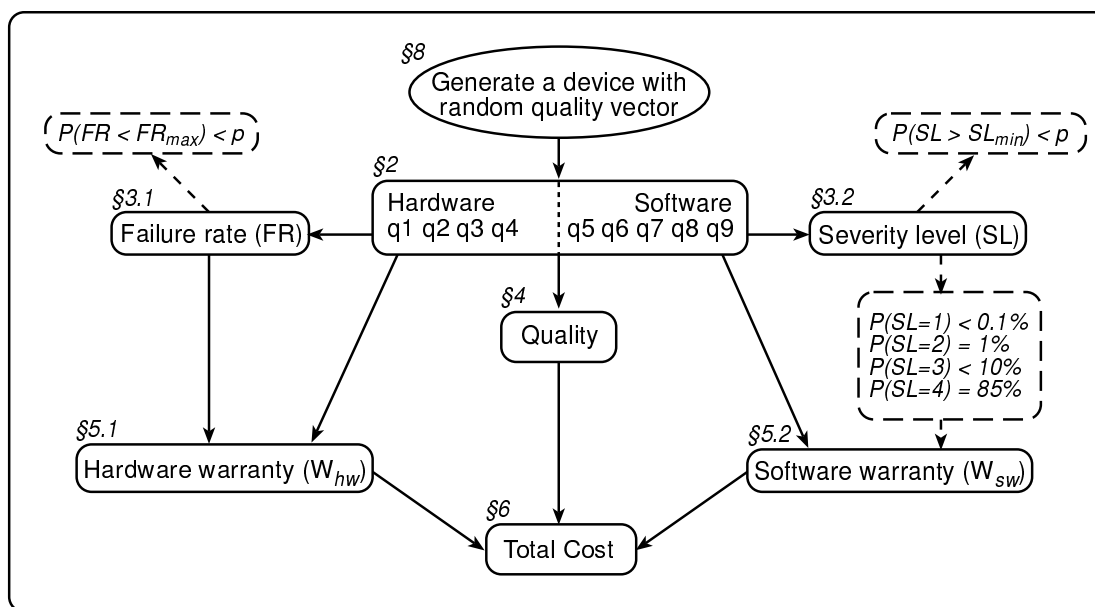 §8
Generate a device with
random quality vector
P(FR < FRmax) < p
P(SL > SLmin) < p
§2
Hardware
q1 q2 q3 q4
Software
q5 q6 q7 q8 q9
§3.1
Failure rate (FR)
§3.2
Severity level (SL)
§4
Quality
P(SL=1) < 0.1%
P(SL=2) = 1%
P(SL=3) < 10%
P(SL=4) = 85%
§5.1
Hardware warranty (Whw)
§5.2
Software warranty (Wsw)
§6
Total Cost